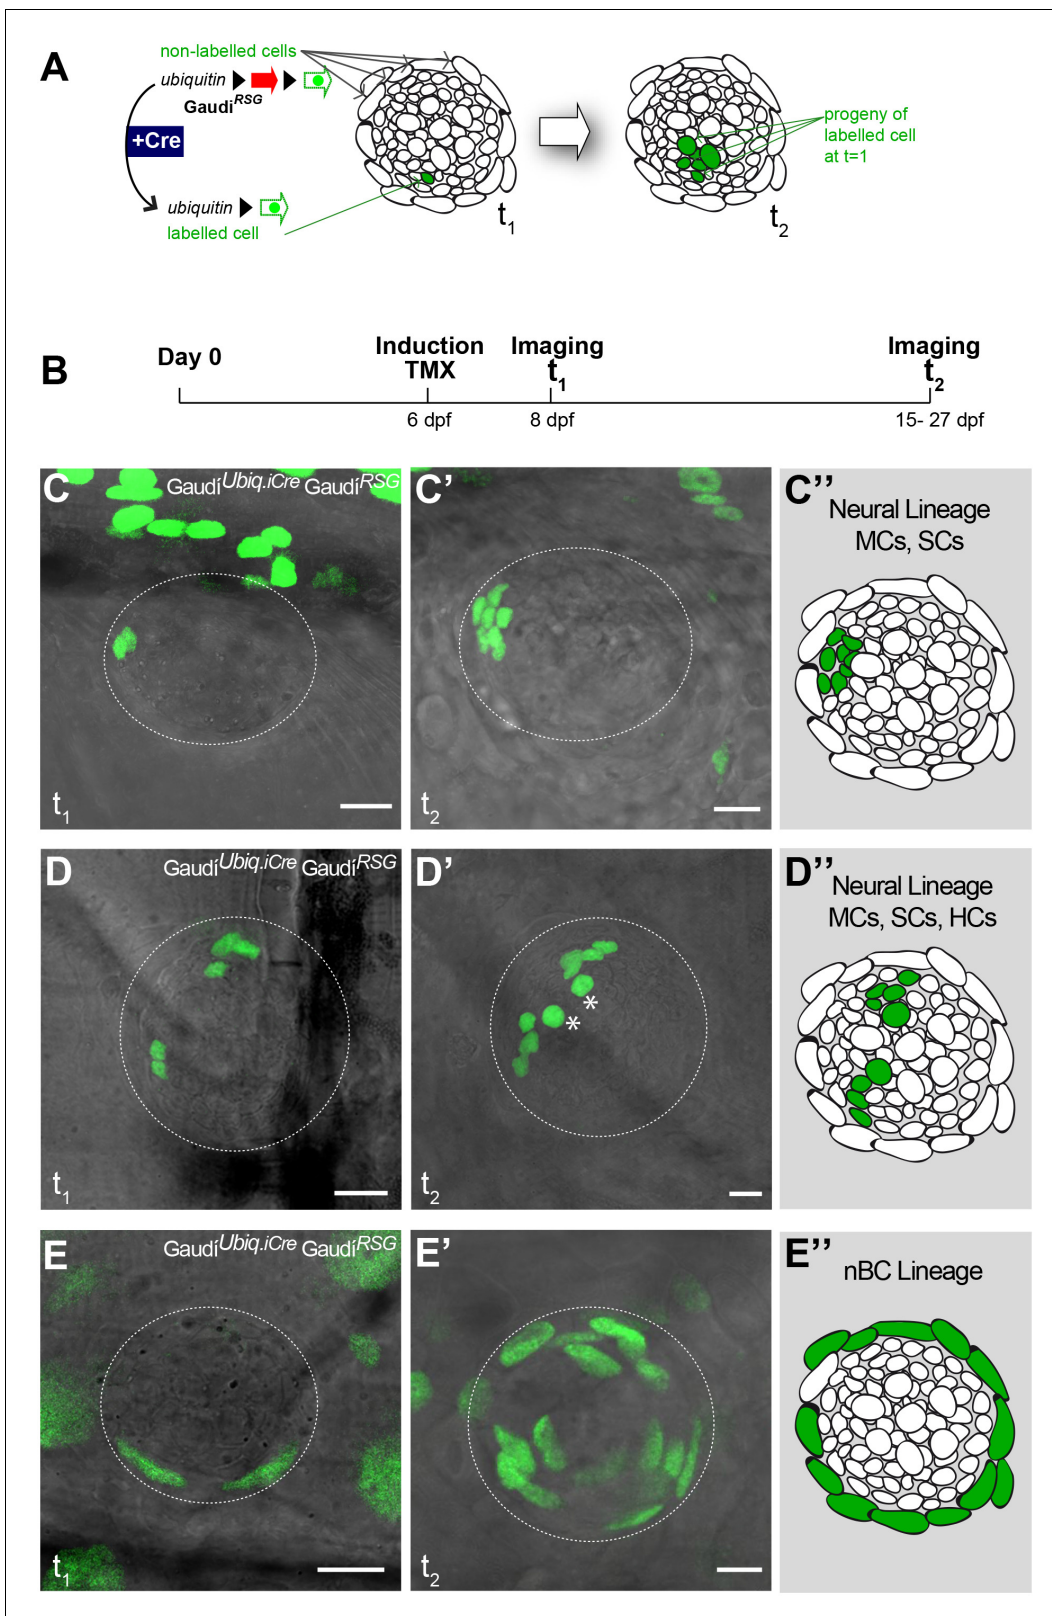 A
non-labelled cells
ubiquitin
Gaudí RSG
+Cre
ubiquitin
labelled cell
t1
progeny of
labelled cell
at t=1
t2
B
Day 0
Induction
TMX
Imaging
t1
Imaging
t2
6 dpf
8 dpf
15- 27 dpf
C
Gaudí Ubiq.iCre Gaudí RSG
t1
C’
t2
C’’
Neural Lineage
MCs, SCs
D
Gaudí Ubiq.iCre Gaudí RSG
t1
D’
*
*
t2
D’’
Neural Lineage
MCs, SCs, HCs
E
Gaudí Ubiq.iCre Gaudí RSG
t1
E’
t2
E’’
nBC Lineage